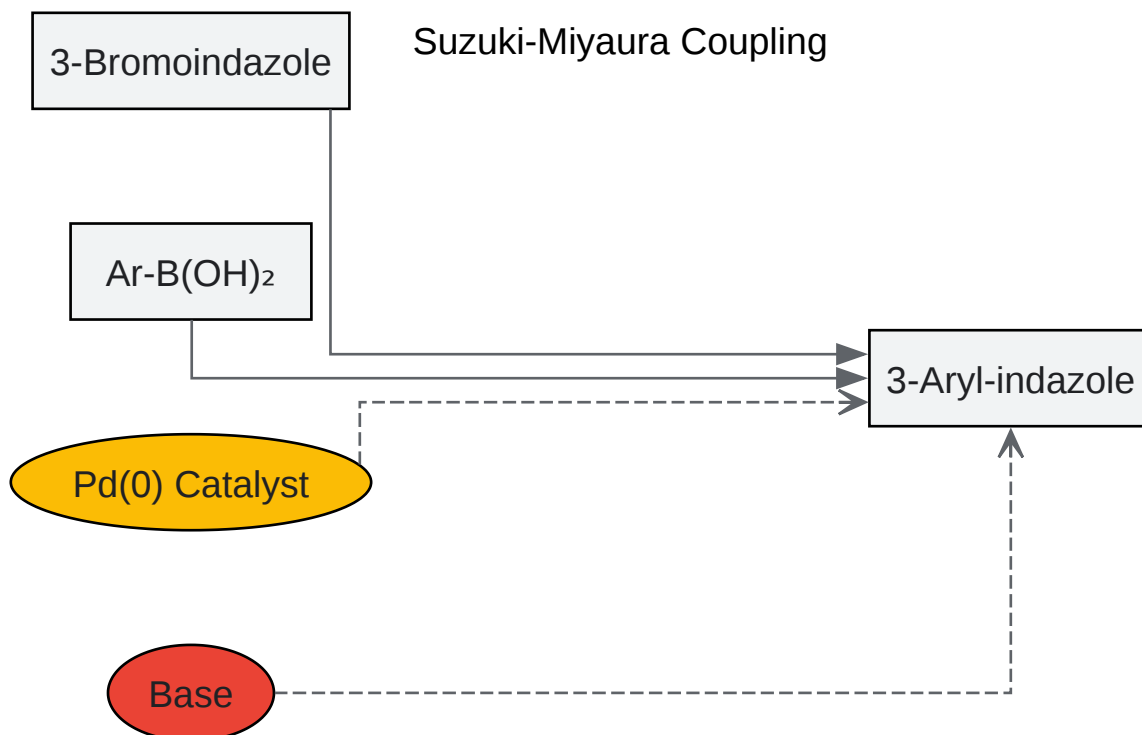 3-Bromoindazole
Suzuki-Miyaura Coupling
Ar-B(OH)₂
3-Aryl-indazole
Pd(0) Catalyst
Base